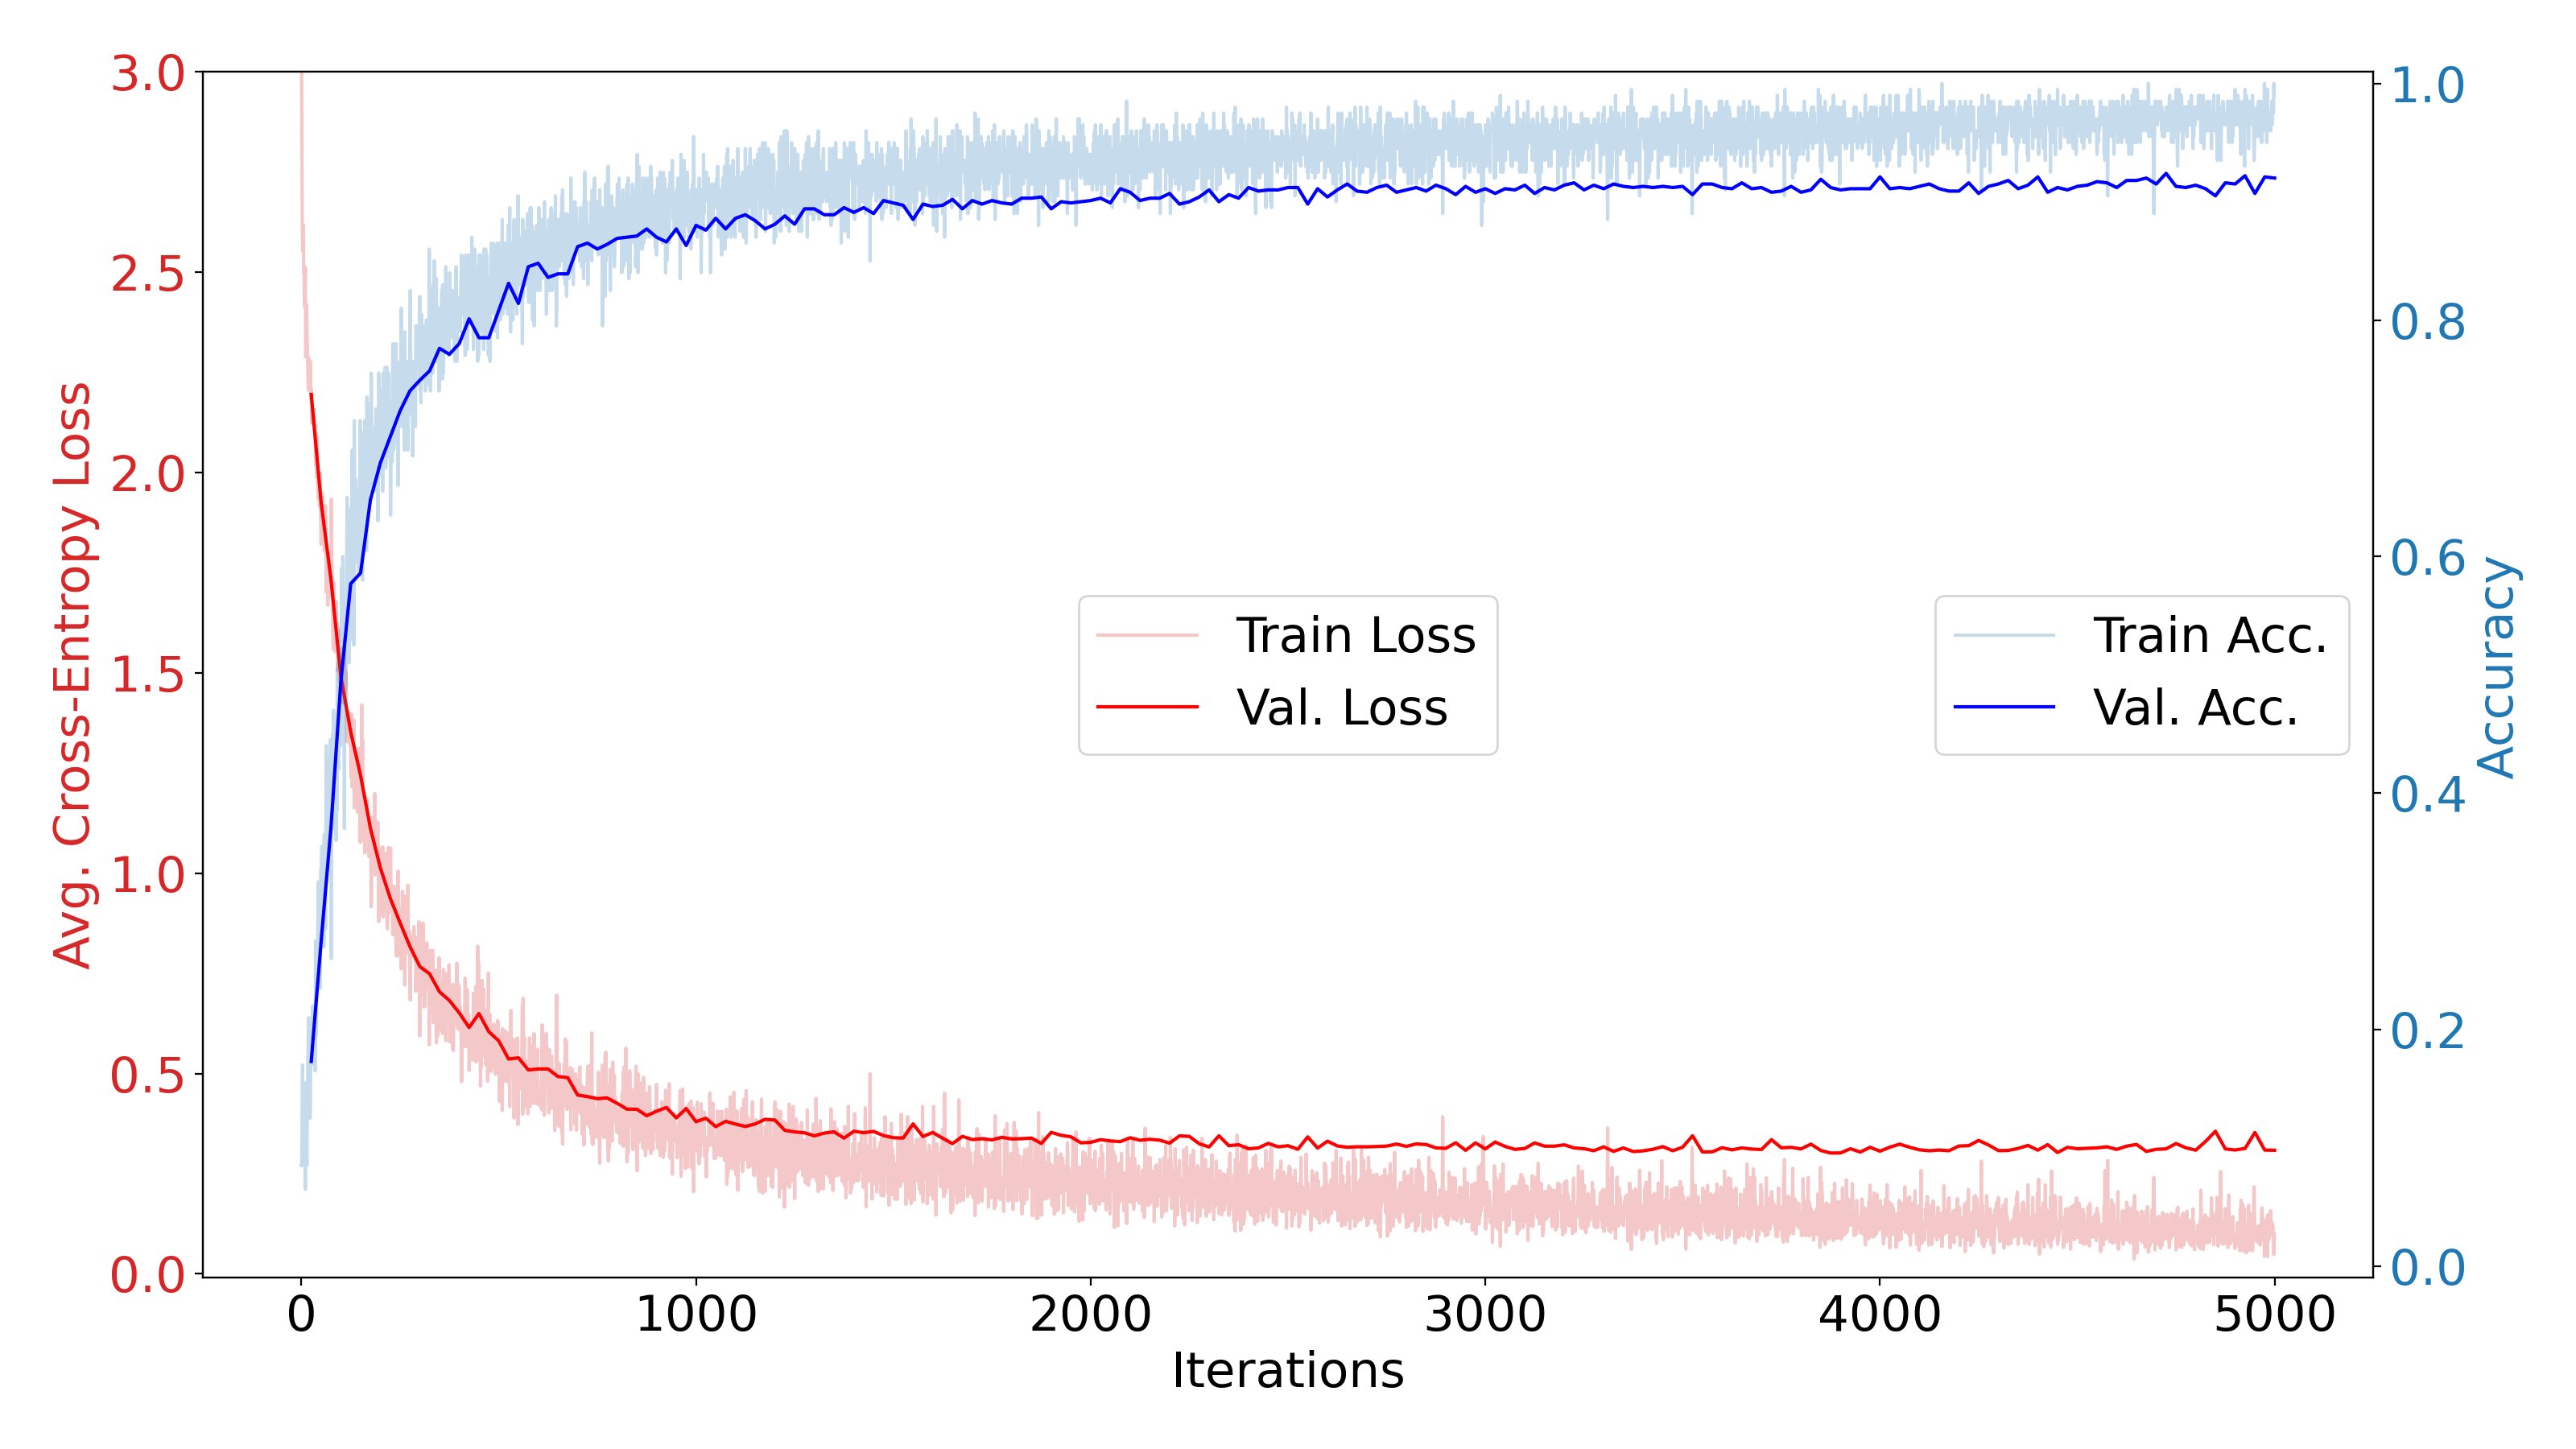 3.0
2.5
2.0
1.5
1.0
0.5
0.0
Avg. Cross-Entropy Loss
0 1000 2000 3000 4000 5000
Iterations
Train Loss
Val. Loss
Train Acc.
Val. Acc.
1.0
0.8
0.6
0.4
0.2
0.0
Accuracy